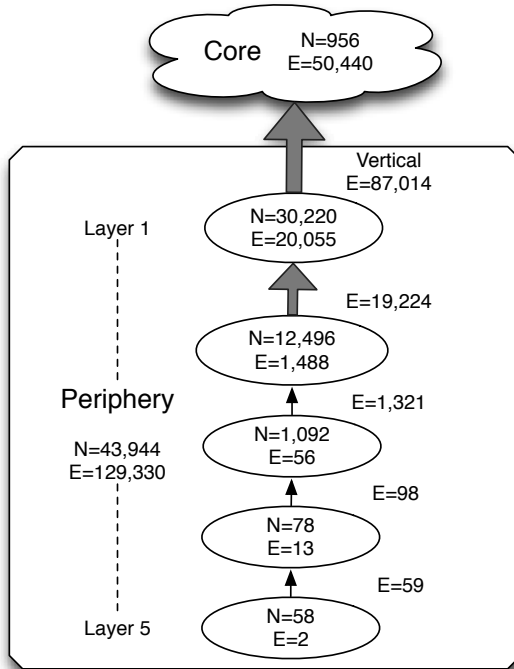 Core
N=956
E=50,440
Vertical
E=87,014
Layer 1
N=30,220
E=20,055
E=19,224
N=12,496
E=1,488
Periphery
E=1,321
N=43,944
E=129,330
N=1,092
E=56
E=98
N=78
E=13
E=59
Layer 5
N=58
E=2